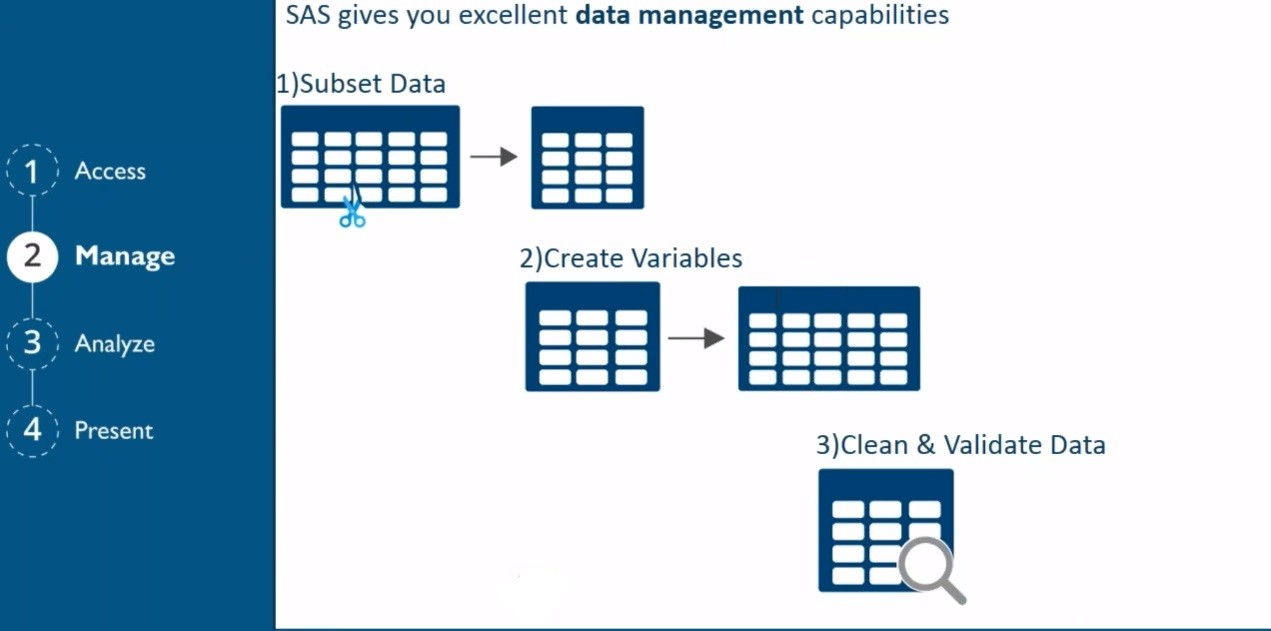 SAS gives you excellent data management capabilities
1)Subset Data
1 Access
2 Manage
3 Analyze
4 Present
2)Create Variables
3)Clean & Validate Data